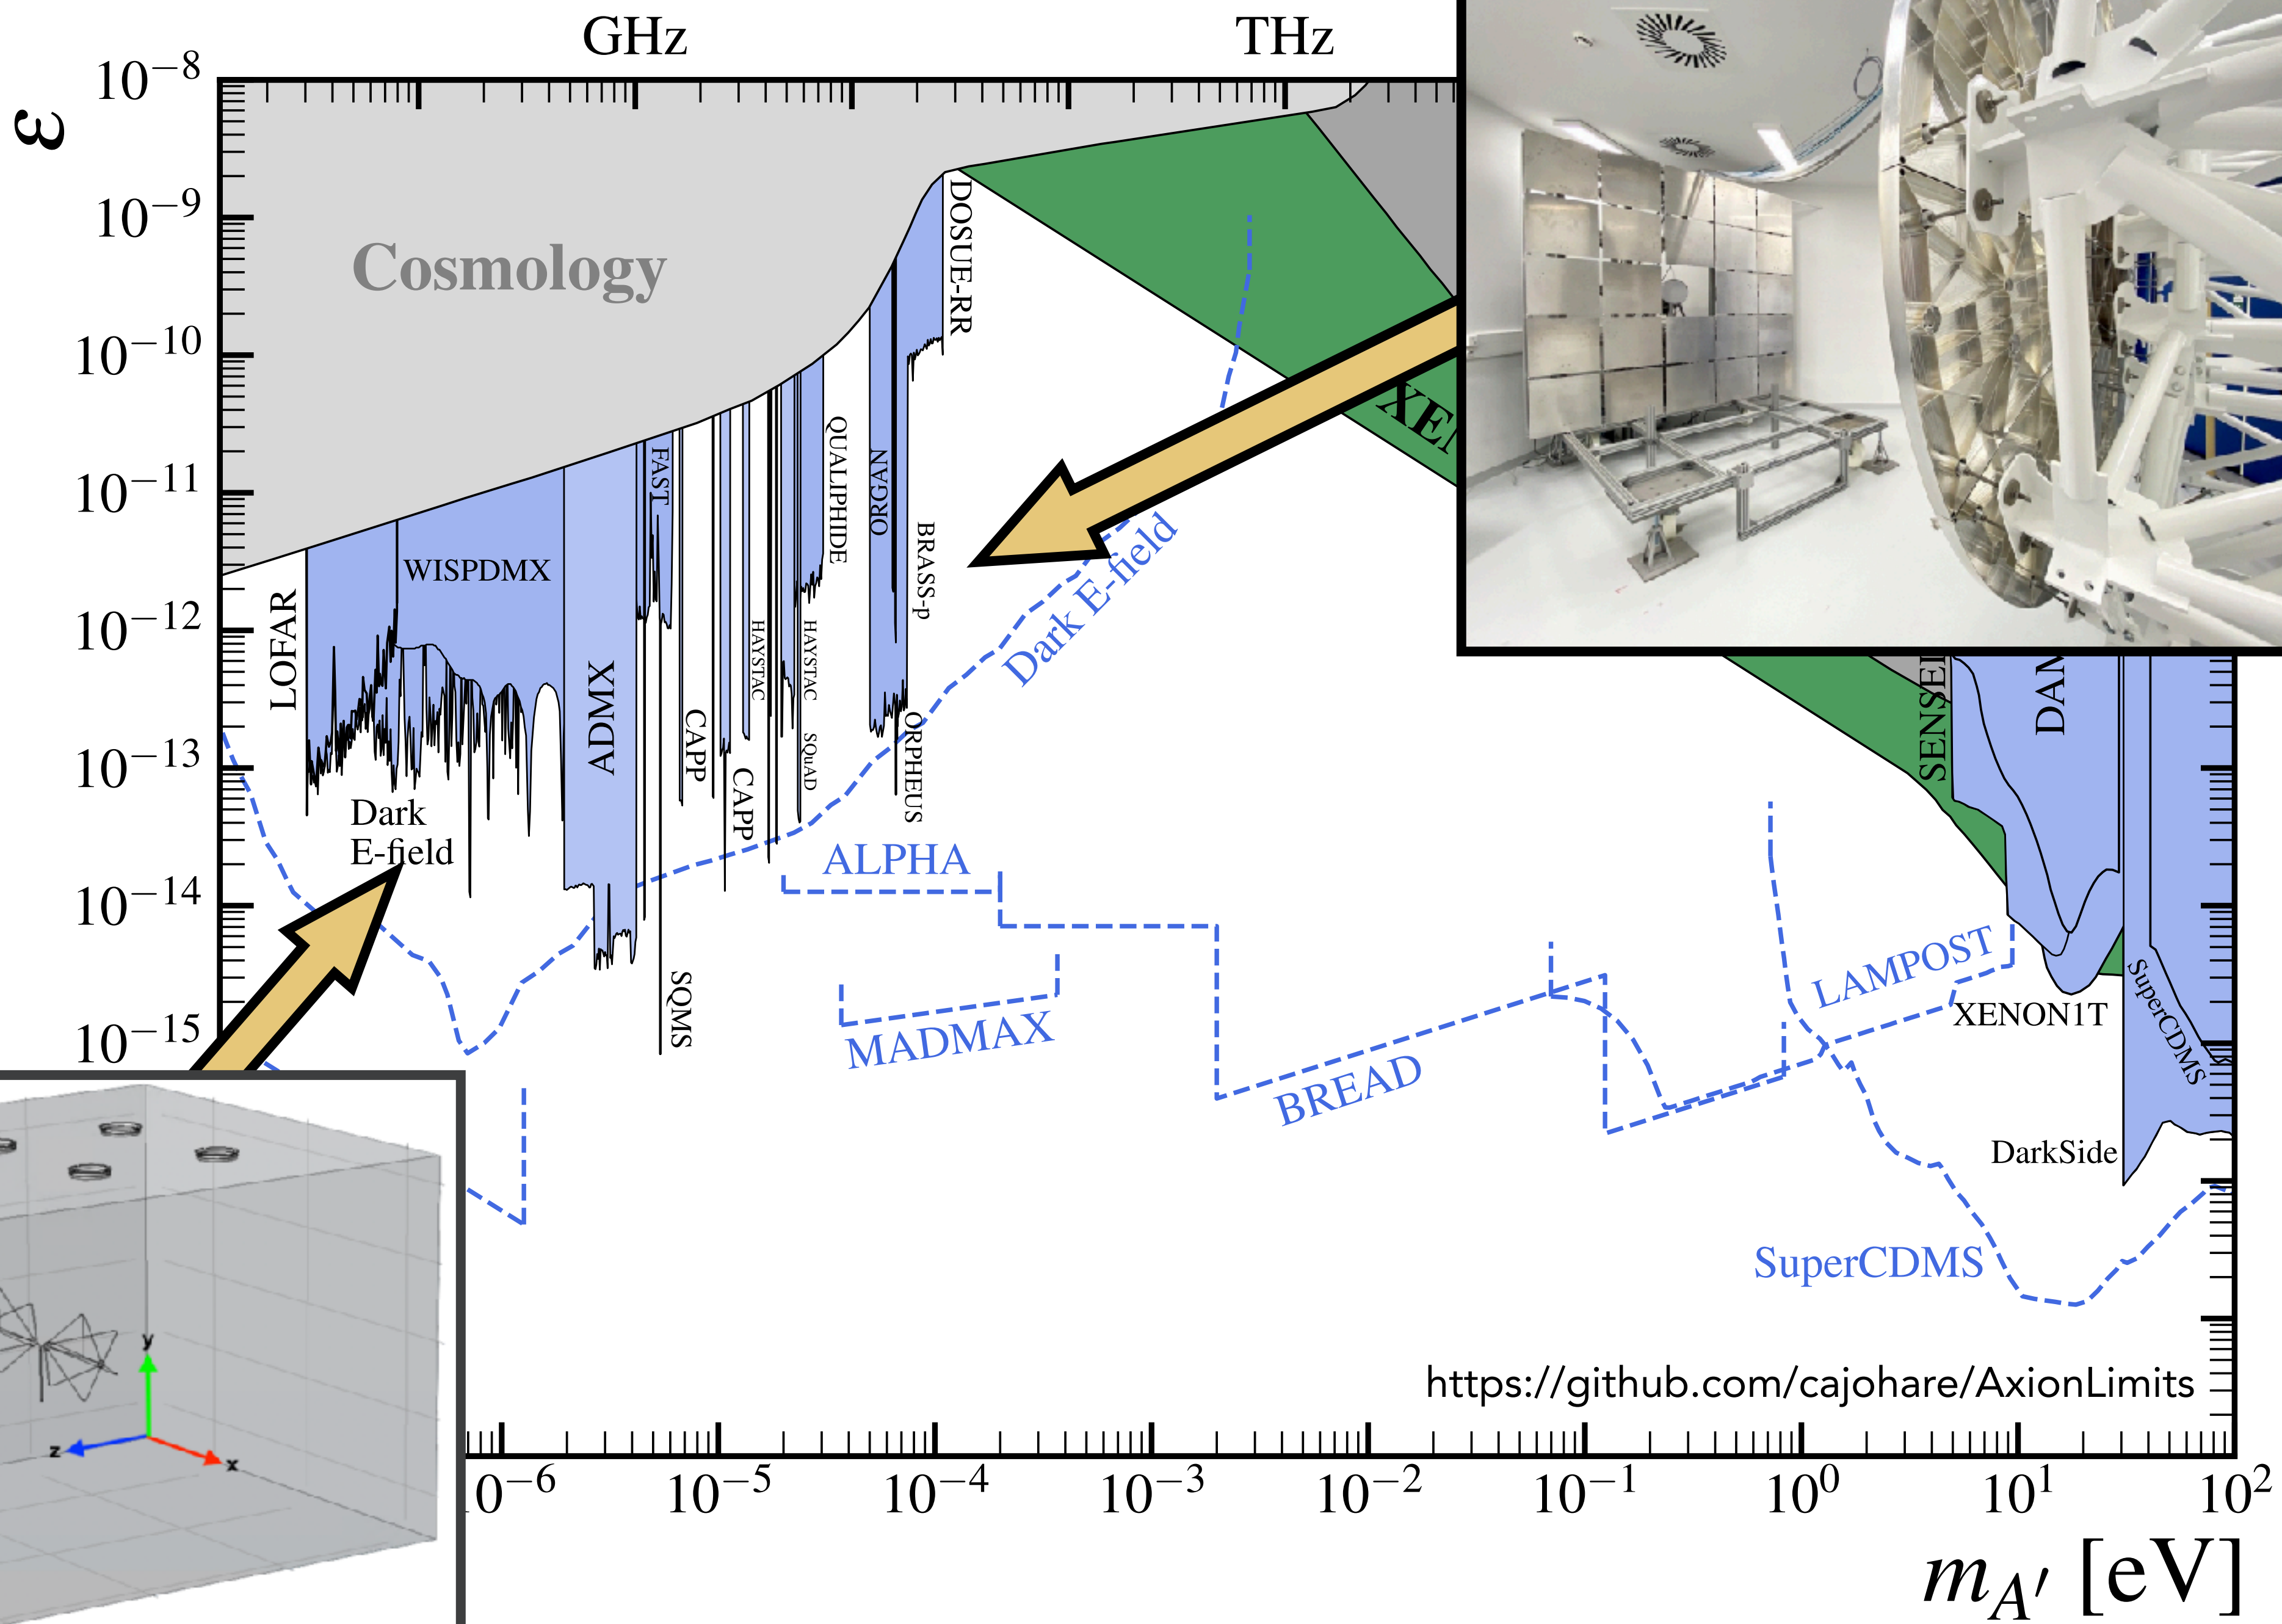 GHz
THz
ε
10⁻⁸
10⁻⁹
10⁻¹⁰
10⁻¹¹
10⁻¹²
10⁻¹³
10⁻¹⁴
10⁻¹⁵
Cosmology
DOSUE-RR
XEN
FAST
QUALIPHIDE
ORGAN
BRASS-p
WISPDMX
LOFAR
Dark E-field
ADMX
HAYSTAC
HAYSTAC
CAPP
SQuAD
ORPHEUS
CAPP
SENSEI
DAM
Dark
E-field
ALPHA
SQMS
MADMAX
BREAD
LAMPOST
XENON1T
SuperCDMS
DarkSide
SuperCDMS
y
z
x
https://github.com/cajohare/AxionLimits
10⁻⁵
10⁻⁴
10⁻³
10⁻²
10⁻¹
10⁰
10¹
10²
m_A′ [eV]